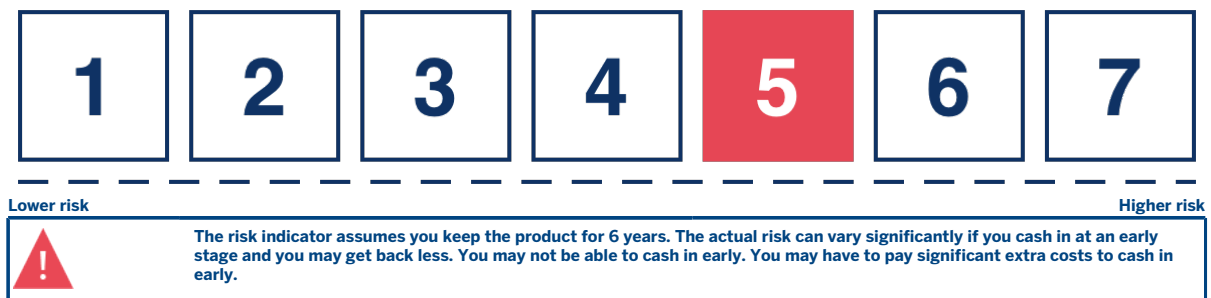 1 2 3 4 5 6 7
Lower risk Higher risk
The risk indicator assumes you keep the product for 6 years. The actual risk can vary significantly if you cash in at an early
stage and you may get back less. You may not be able to cash in early. You may have to pay significant extra costs to cash in
early.
!